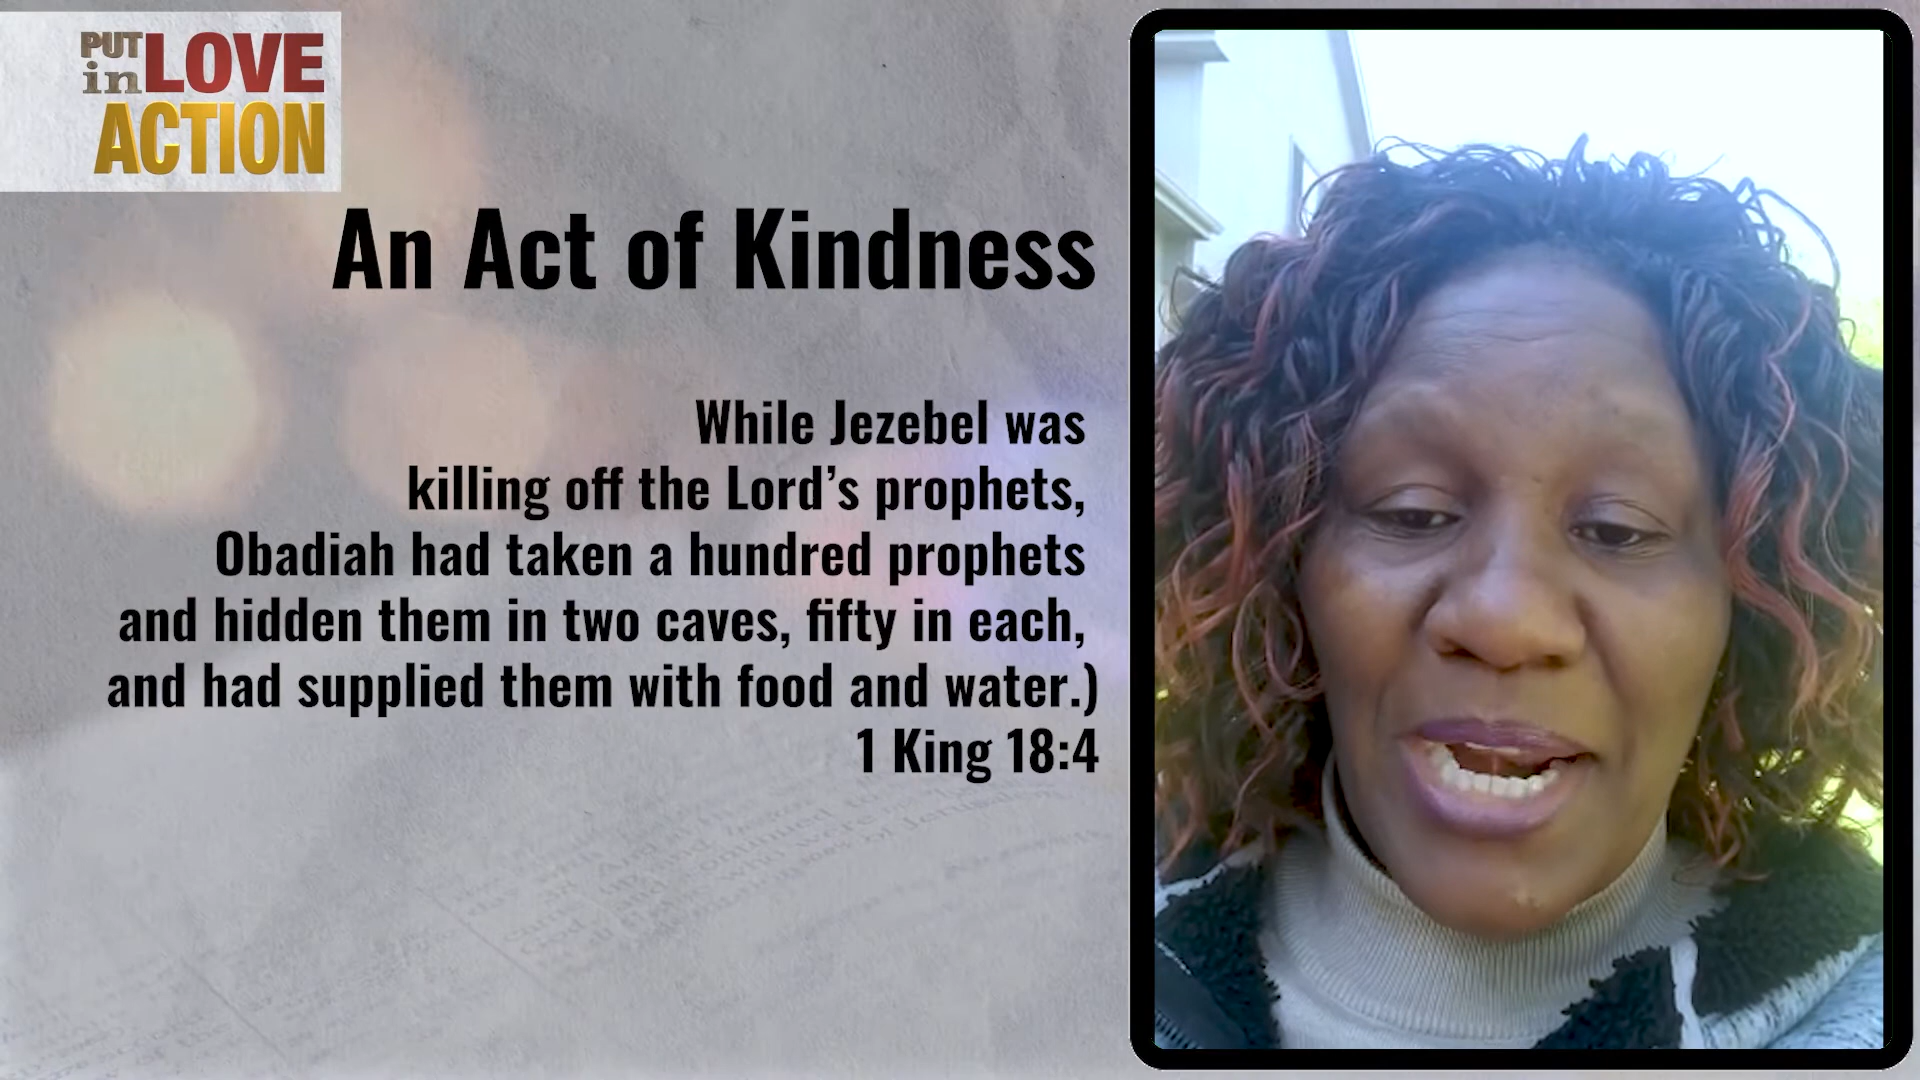 PUT LOVE
in
ACTION
An Act of Kindness
While Jezebel was
killing off the Lord’s prophets,
Obadiah had taken a hundred prophets
and hidden them in two caves, fifty in each,
and had supplied them with food and water.)
1 King 18:4